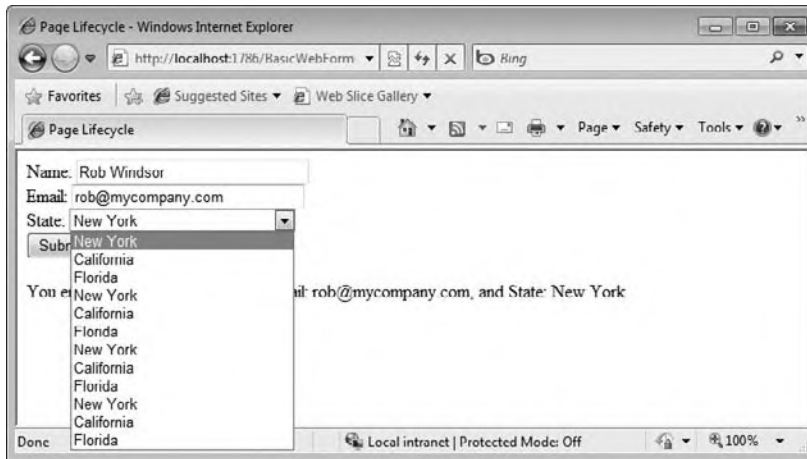 Page Lifecycle - Windows Internet Explorer
http://localhost:1786/BasicWebForm
Bing
Favorites Suggested Sites Web Slice Gallery
Page Lifecycle Page Safety Tools
Name: Rob Windsor
Email: rob@mycompany.com
State: New York
Subr
New York
California
Florida
New York
California
Florida
New York
California
Florida
New York
California
Florida
You er ail: rob@mycompany.com, and State: New York
Done Local intranet | Protected Mode: Off 100%